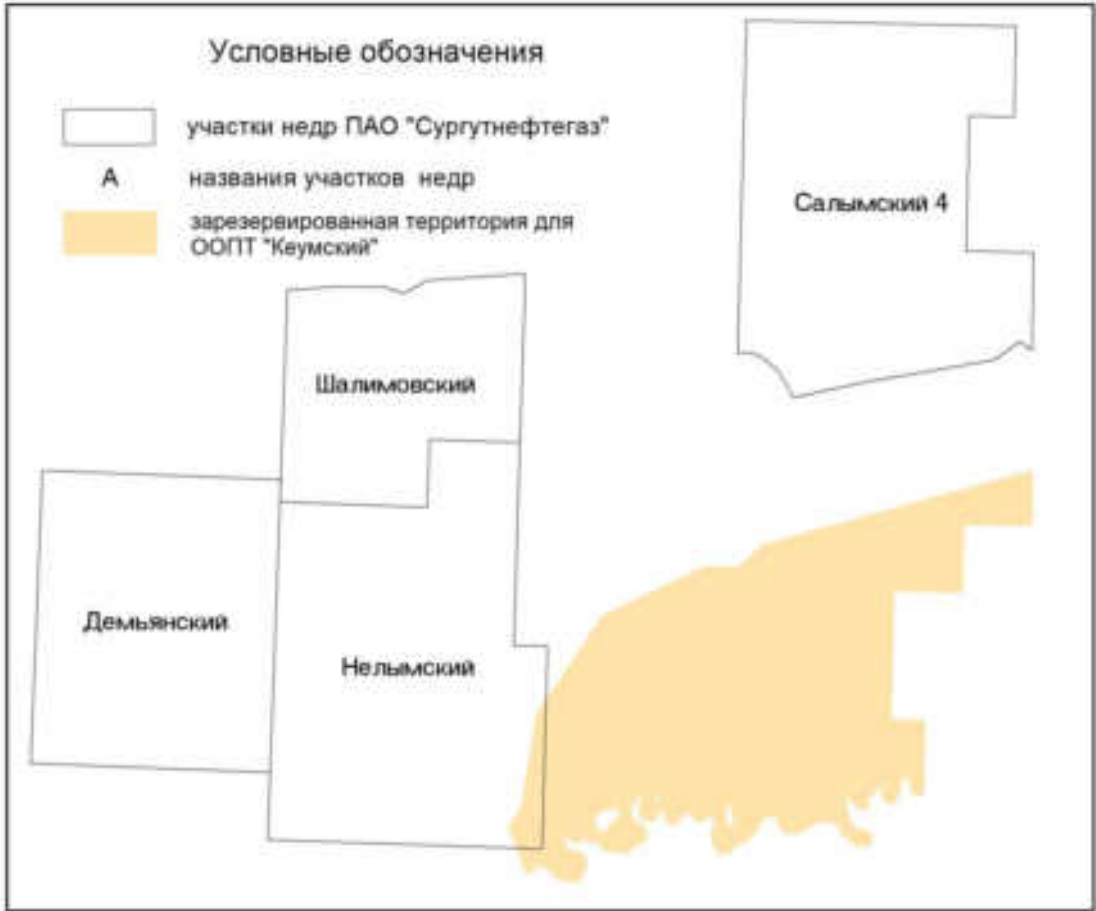 Условные обозначения
участки недр ПАО "Сургутнефтегаз"
А
названия участков недр
зарезервированная территория для
ООПТ "Кеумский"
Салымский 4
Шалимовский
Демьянский
Нелымский